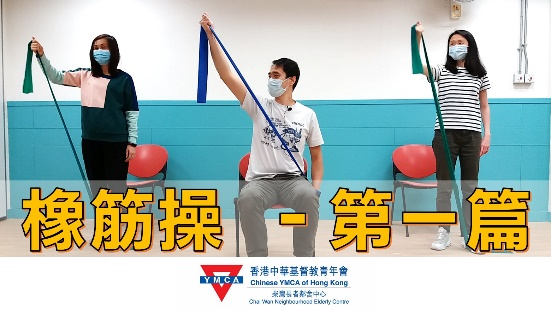 橡筋操 - 第一篇
YMCA
香港中華基督教青年會
Chinese YMCA of Hong Kong
柴灣長者鄰舍中心
Chai Wan Neighbourhood Elderly Centre